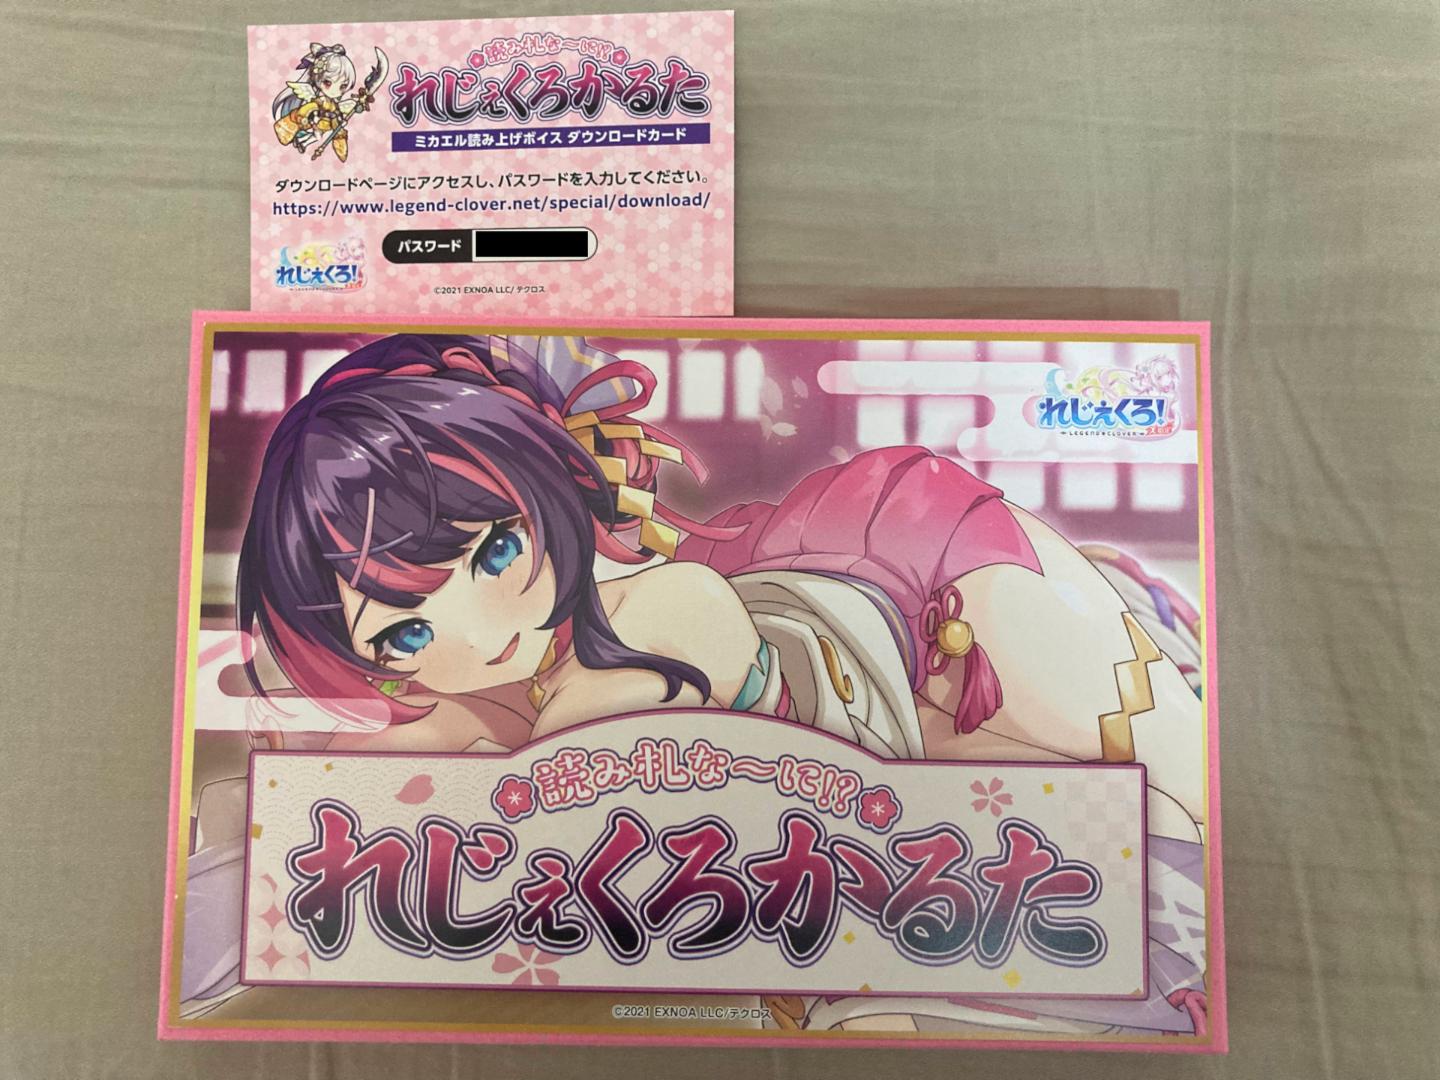 読み札な～に!?
れじぇくろかるた
ミカエル読み上げボイス ダウンロードカード
ダウンロードページにアクセスし、パスワードを入力してください。
https://www.legend-clover.net/special/download/
パスワード
れじぇくろ!
©2021 EXNOA LLC/ テクロス
れじぇくろ!
LEGEND CLOVER
読み札な～に!?
れじぇくろかるた
©2021 EXNOA LLC/テクロス